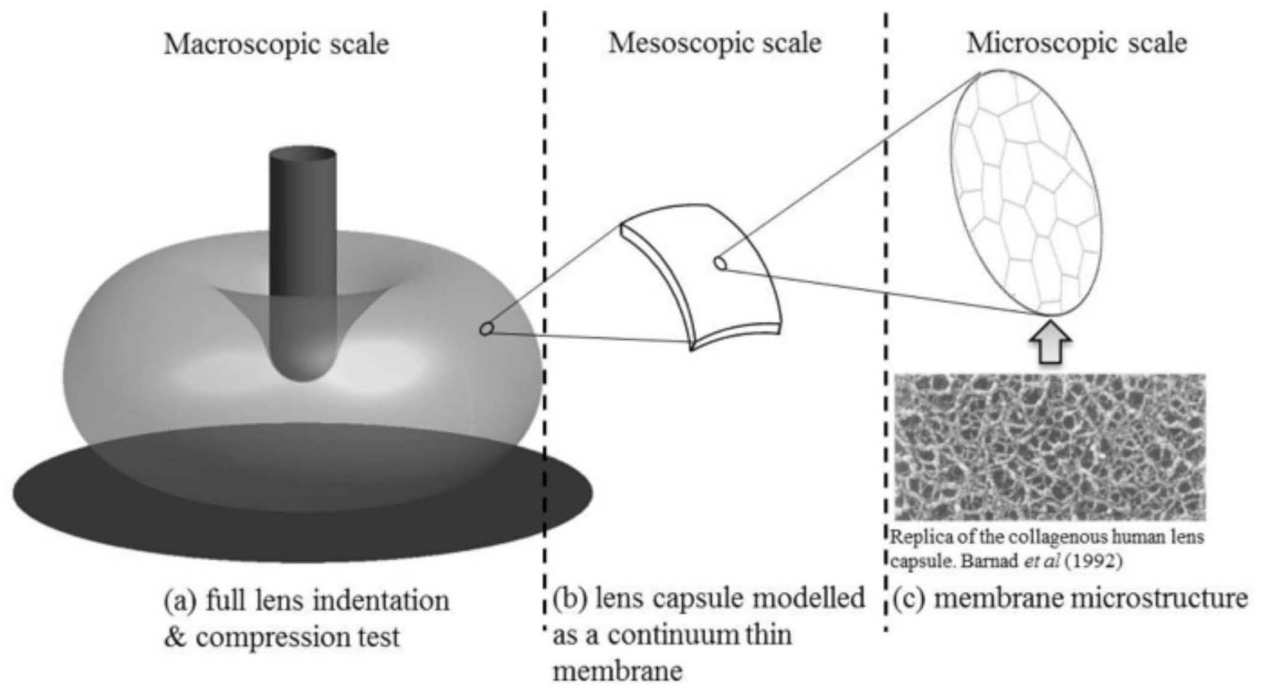 Macroscopic scale
Mesoscopic scale
Microscopic scale
Replica of the collagenous human lens
capsule. Barnad et al (1992)
(a) full lens indentation
& compression test
(b) lens capsule modelled
as a continuum thin
membrane
(c) membrane microstructure